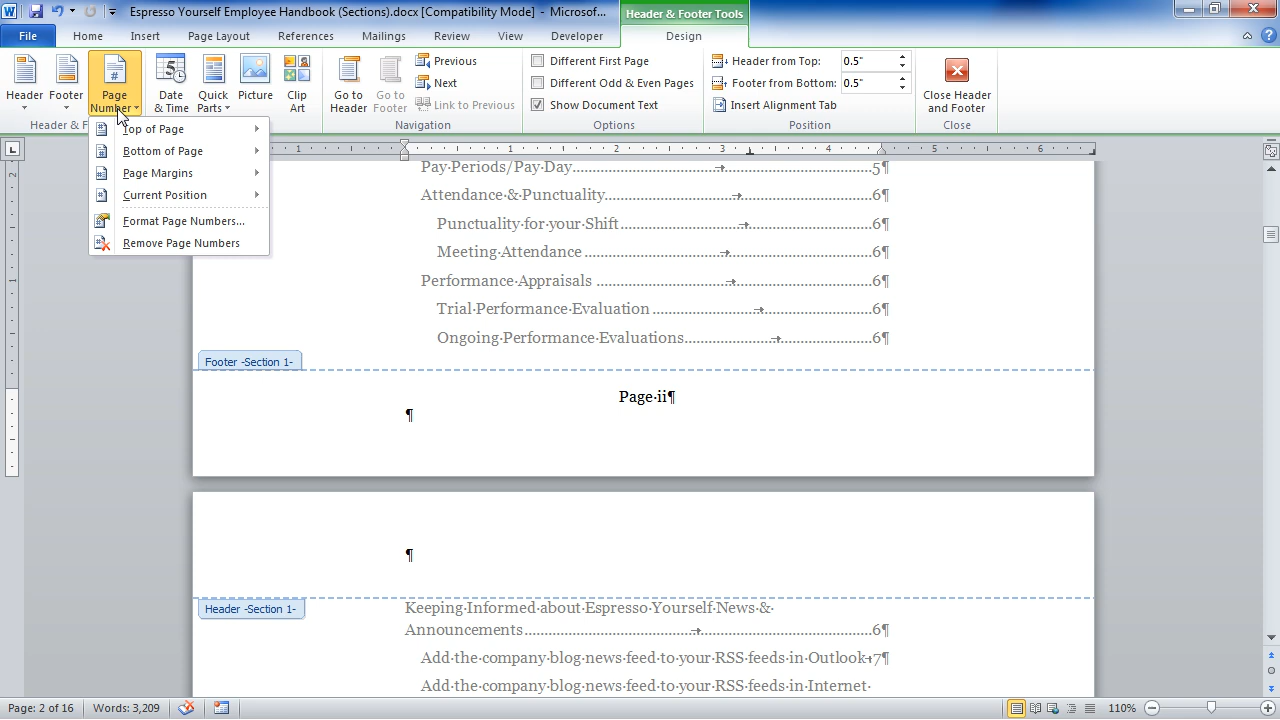 Espresso Yourself Employee Handbook (Sections).docx [Compatibility Mode] - Microsof...
Header & Footer Tools
File Home Insert Page Layout References Mailings Review View Developer Design
Header
Footer
Page Number
Date & Time
Quick Parts
Picture
Clip Art
Go to Header
Go to Footer
Previous
Next
Link to Previous
Different First Page
Different Odd & Even Pages
Show Document Text
Header from Top: 0.5"
Footer from Bottom: 0.5"
Insert Alignment Tab
Close Header and Footer
Header & F
Navigation
Options
Position
Close
Top of Page
Bottom of Page
Page Margins
Current Position
Format Page Numbers...
Remove Page Numbers
1 1 2 3 4 5 6
Pay·Periods/Pay·Day...........→...........5¶
Attendance·&·Punctuality...........→...........6¶
Punctuality·for·your·Shift...........→...........6¶
Meeting·Attendance...........→...........6¶
Performance·Appraisals...........→...........6¶
Trial·Performance·Evaluation...........→...........6¶
Ongoing·Performance·Evaluations...........→...........6¶
Footer -Section 1-
Page·ii¶
¶
¶
Header -Section 1-
Keeping·Informed·about·Espresso·Yourself·News·&·
Announcements...........→...........6¶
Add·the·company·blog·news·feed·to·your·RSS·feeds·in·Outlook→7¶
Add·the·company·blog·news·feed·to·your·RSS·feeds·in·Internet·
Page: 2 of 16 Words: 3,209 110%